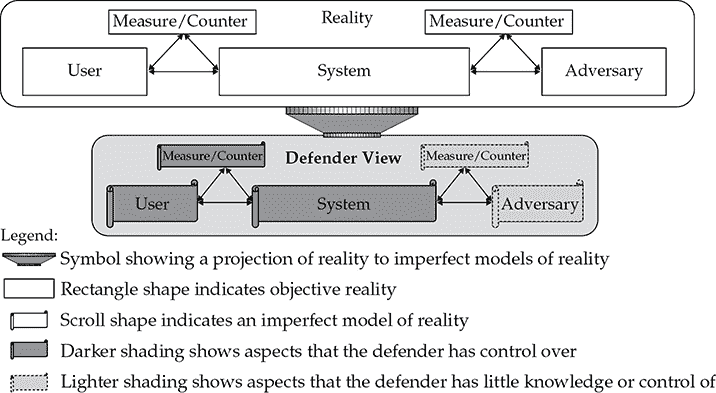 Measure/Counter Reality Measure/Counter
User System Adversary
Measure/Counter Defender View Measure/Counter
User System Adversary
Legend:
Symbol showing a projection of reality to imperfect models of reality
Rectangle shape indicates objective reality
Scroll shape indicates an imperfect model of reality
Darker shading shows aspects that the defender has control over
Lighter shading shows aspects that the defender has little knowledge or control of